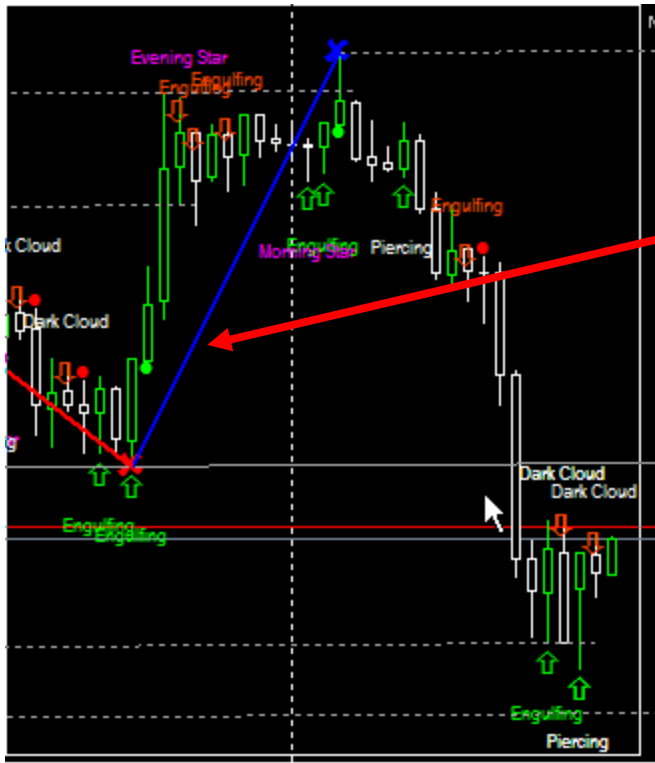 Evening Star
Engulfing
Engulfing
Cloud
Engulfing
Engulfing
Morning Star
Piercing
Dark Cloud
Dark Cloud
Dark Cloud
Engulfing
Engulfing
Engulfing
Piercing